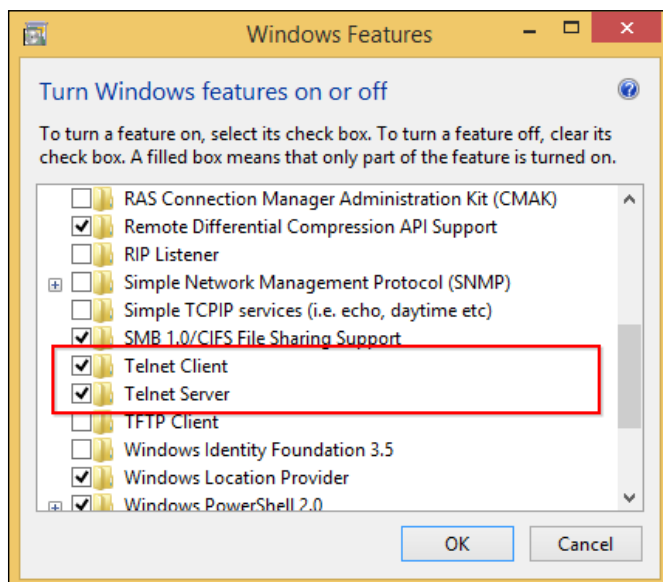 Windows Features
Turn Windows features on or off
To turn a feature on, select its check box. To turn a feature off, clear its
check box. A filled box means that only part of the feature is turned on.
RAS Connection Manager Administration Kit (CMAK)
Remote Differential Compression API Support
RIP Listener
Simple Network Management Protocol (SNMP)
Simple TCPIP services (i.e. echo, daytime etc)
SMB 1.0/CIFS File Sharing Support
Telnet Client
Telnet Server
TFTP Client
Windows Identity Foundation 3.5
Windows Location Provider
Windows PowerShell 2.0
OK Cancel